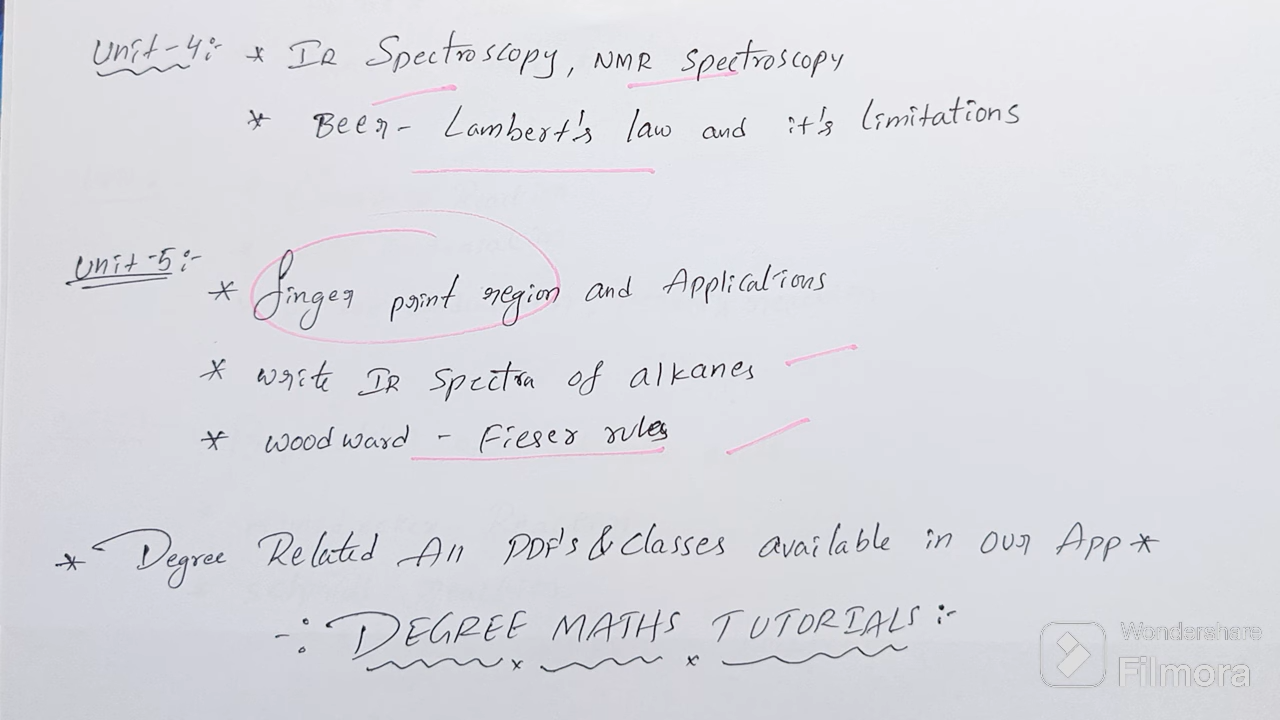 Unit-4:- * IR Spectroscopy, NMR Spectroscopy
* Beer - Lambert's law and it's limitations
Unit-5:-
* finger print region and Applications
* write IR Spectra of alkanes
* woodward - Fieser rules
* Degree Related All PDF's & classes available in our App *
-: DEGREE MATHS TUTORIALS :-
Wondershare
Filmora